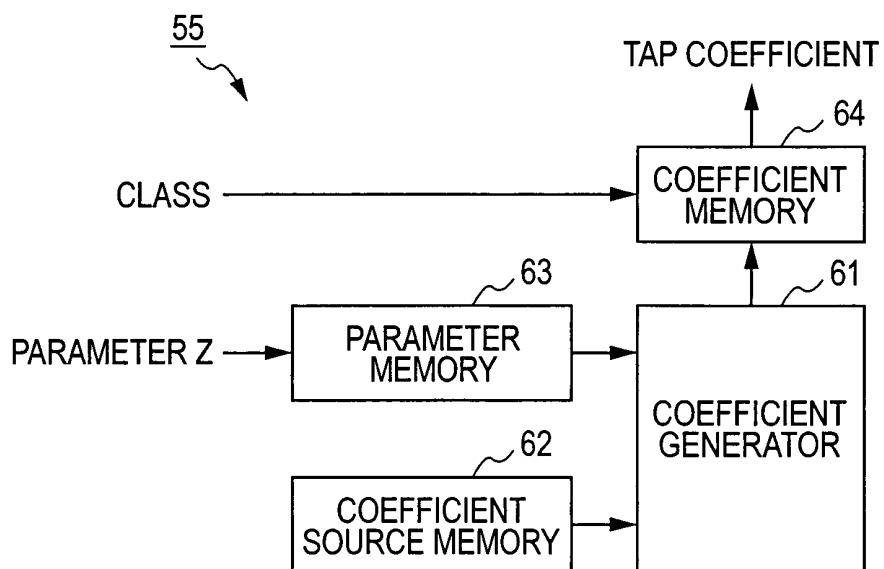 55
TAP COEFFICIENT
64
CLASS
COEFFICIENT
MEMORY
63
61
PARAMETER Z
PARAMETER
MEMORY
COEFFICIENT
GENERATOR
62
COEFFICIENT
SOURCE MEMORY